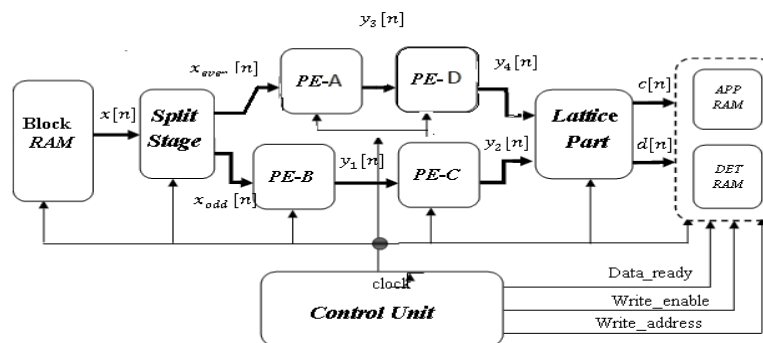 y3[n]
xeven[n]
PE-A
PE-D
y4[n]
c[n]
APP
RAM
Block
RAM
x[n]
Split
Stage
Lattice
Part
y1[n]
y2[n]
d[n]
PE-B
PE-C
DET
RAM
xodd[n]
clock
Control Unit
Data_ready
Write_enable
Write_address